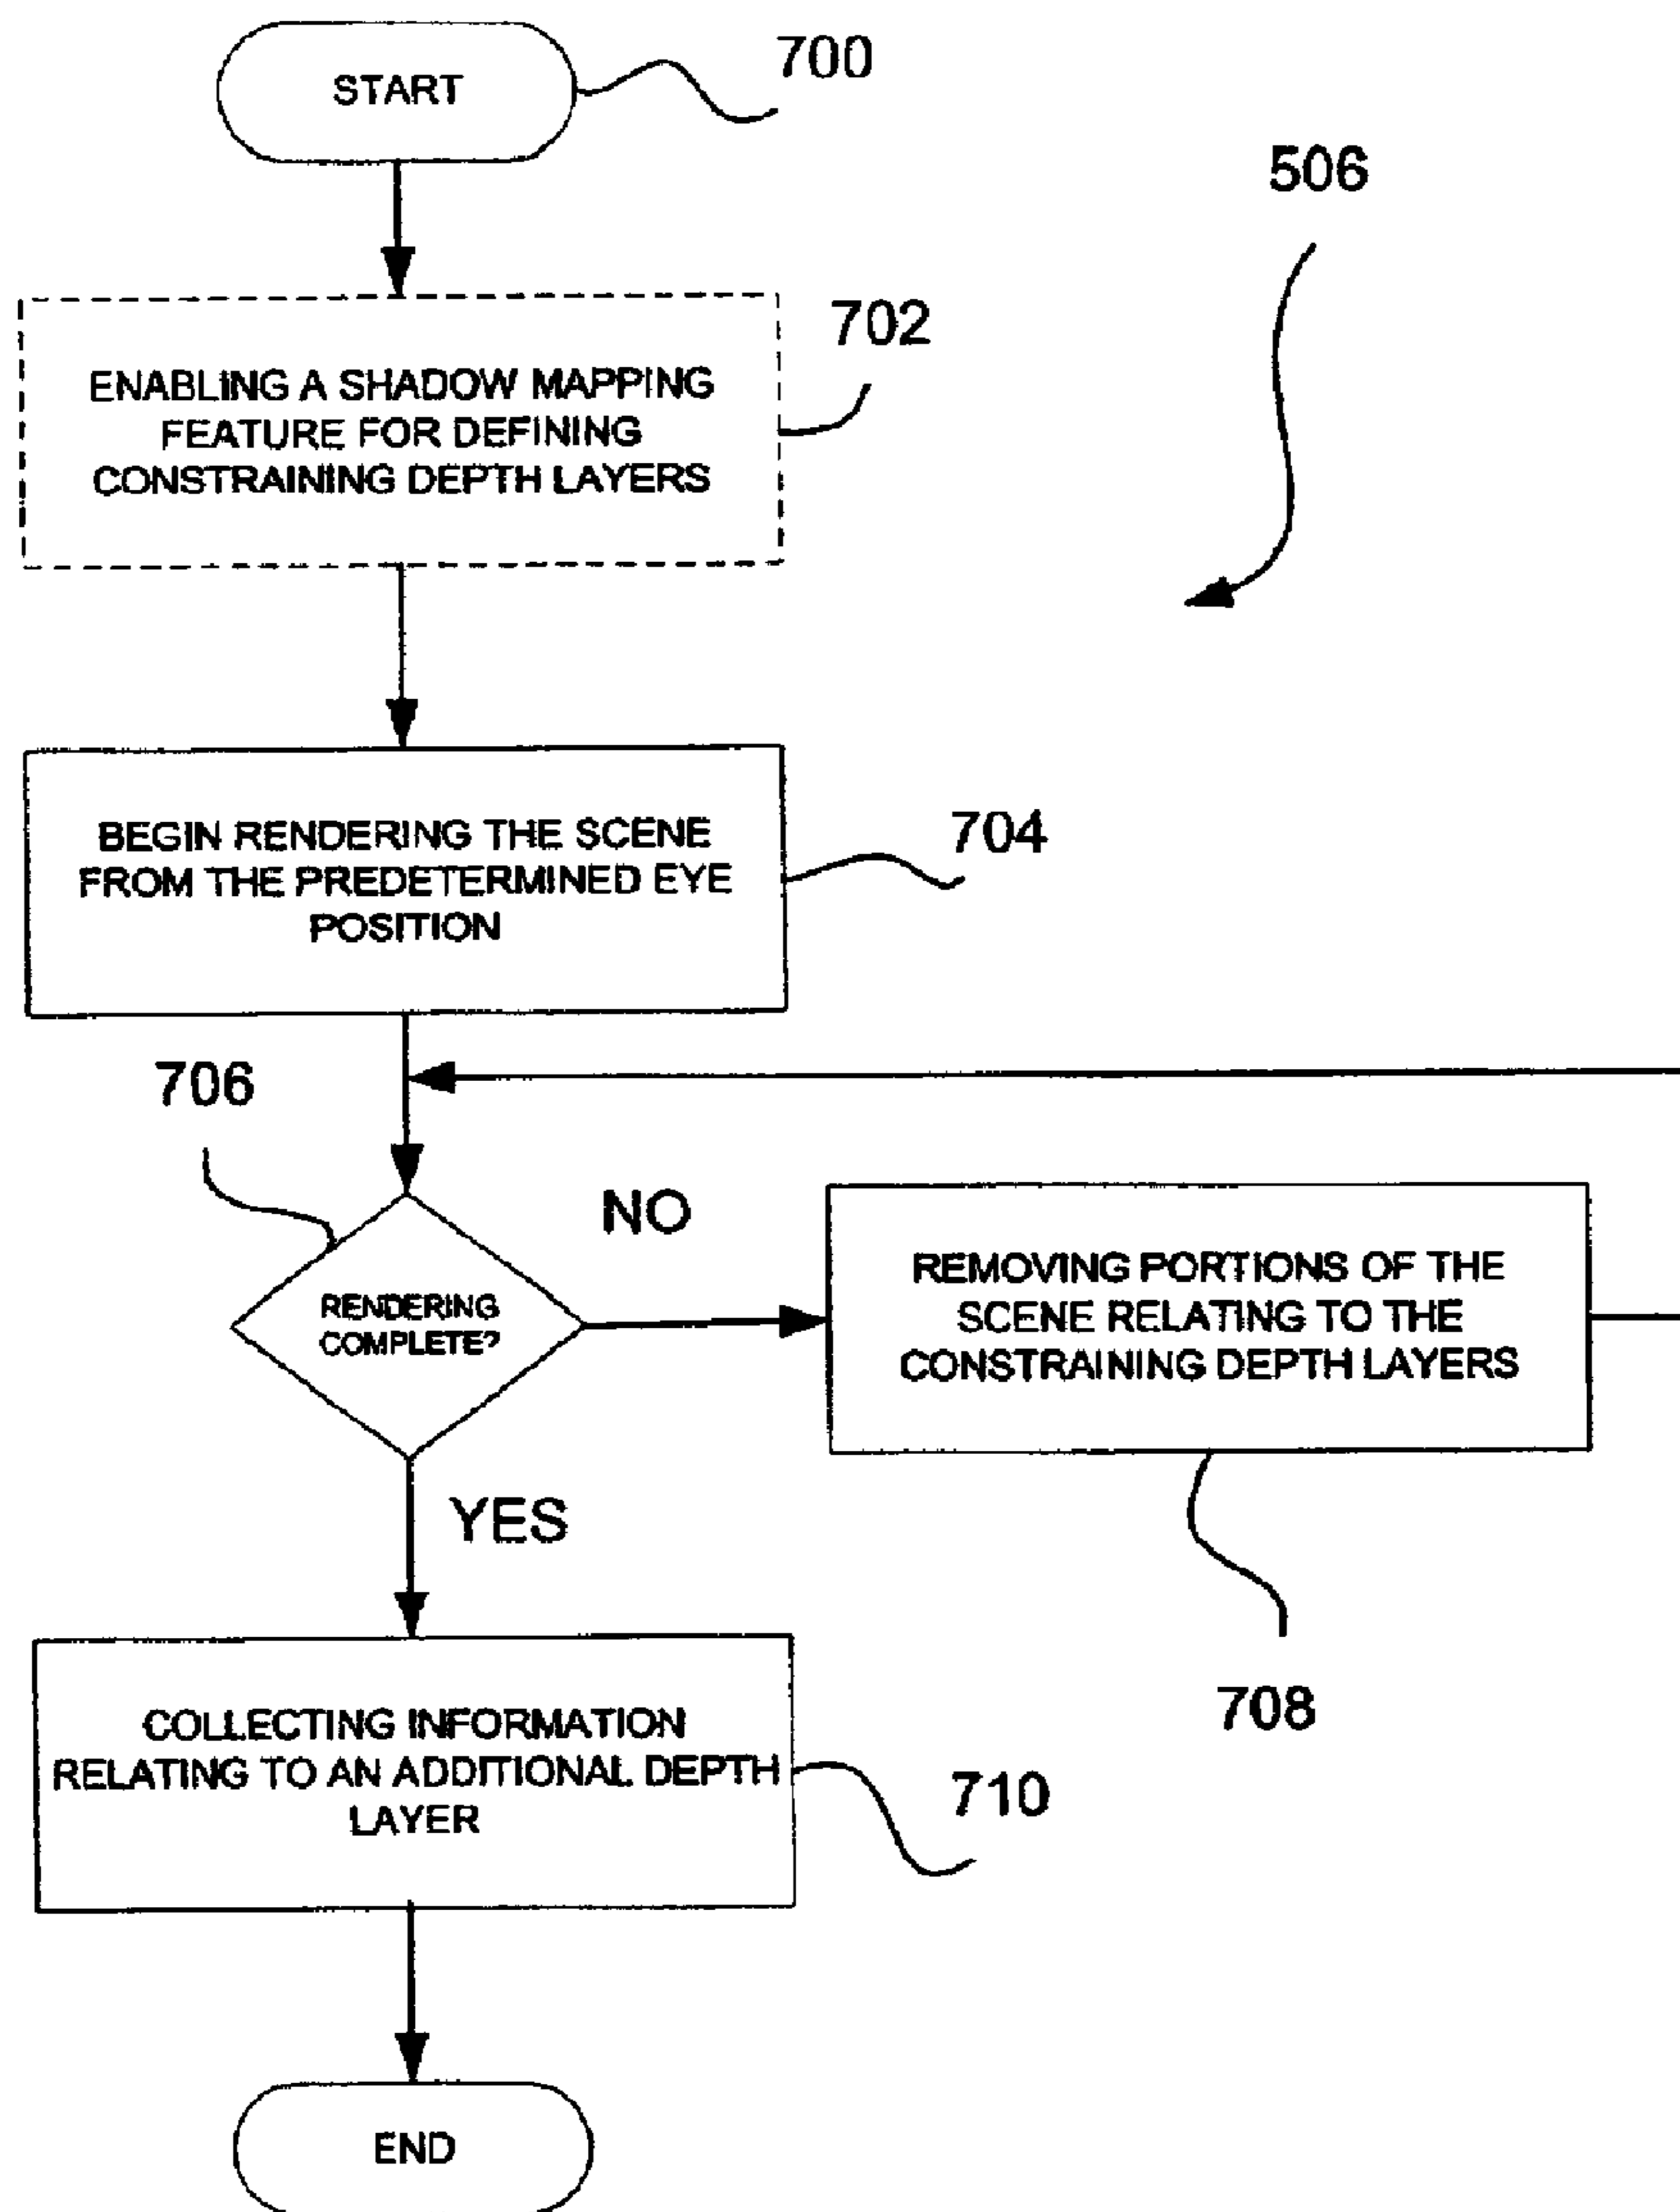 START
700
506
702
ENABLING A SHADOW MAPPING
FEATURE FOR DEFINING
CONSTRAINING DEPTH LAYERS
BEGIN RENDERING THE SCENE
FROM THE PREDETERMINED EYE
POSITION
704
706
NO
RENDERING
COMPLETE?
REMOVING PORTIONS OF THE
SCENE RELATING TO THE
CONSTRAINING DEPTH LAYERS
YES
708
COLLECTING INFORMATION
RELATING TO AN ADDITIONAL DEPTH
LAYER
710
END